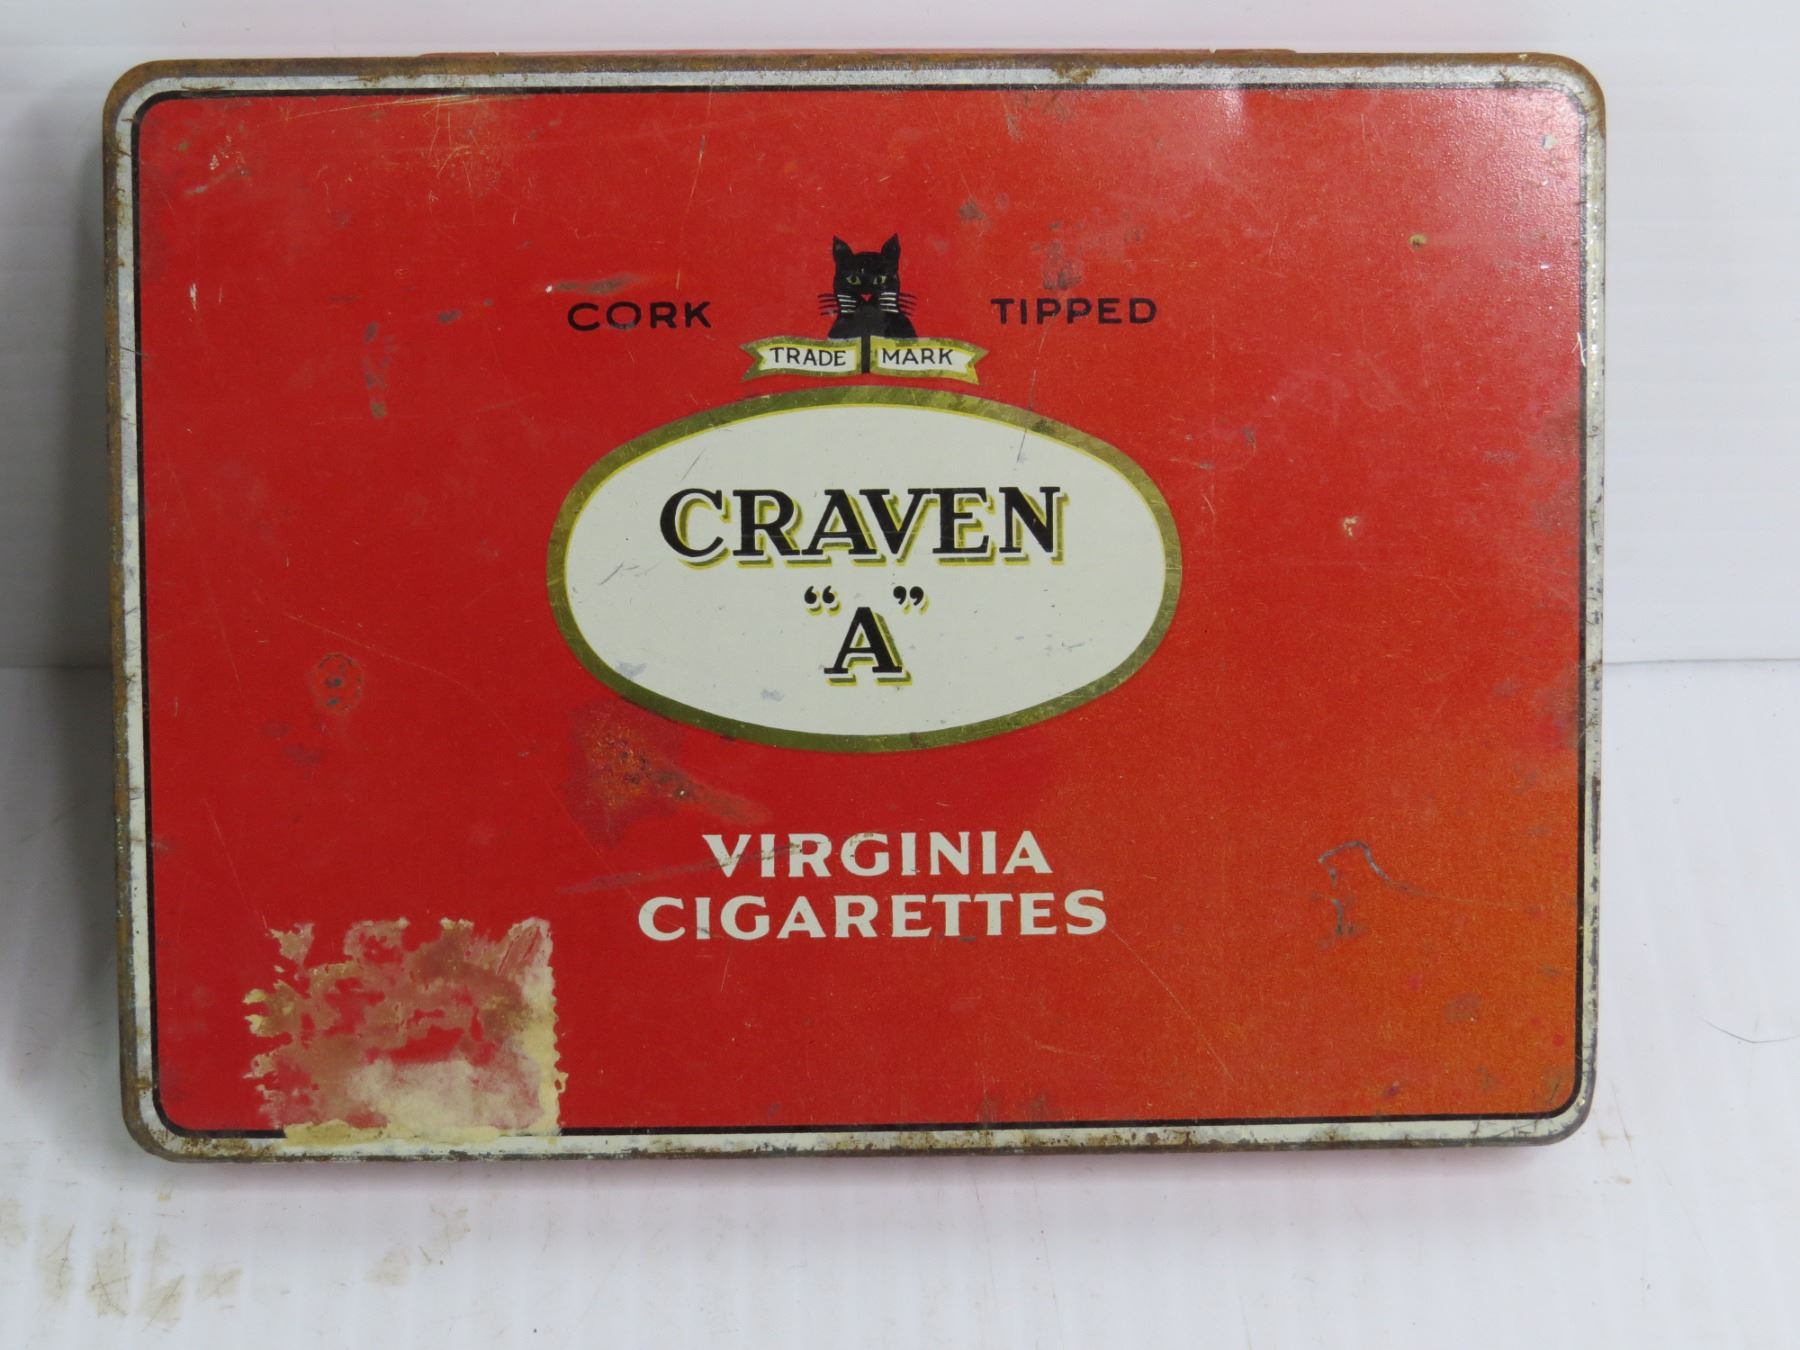 CORK TIPPED
TRADE MARK
CRAVEN
“A”
VIRGINIA
CIGARETTES